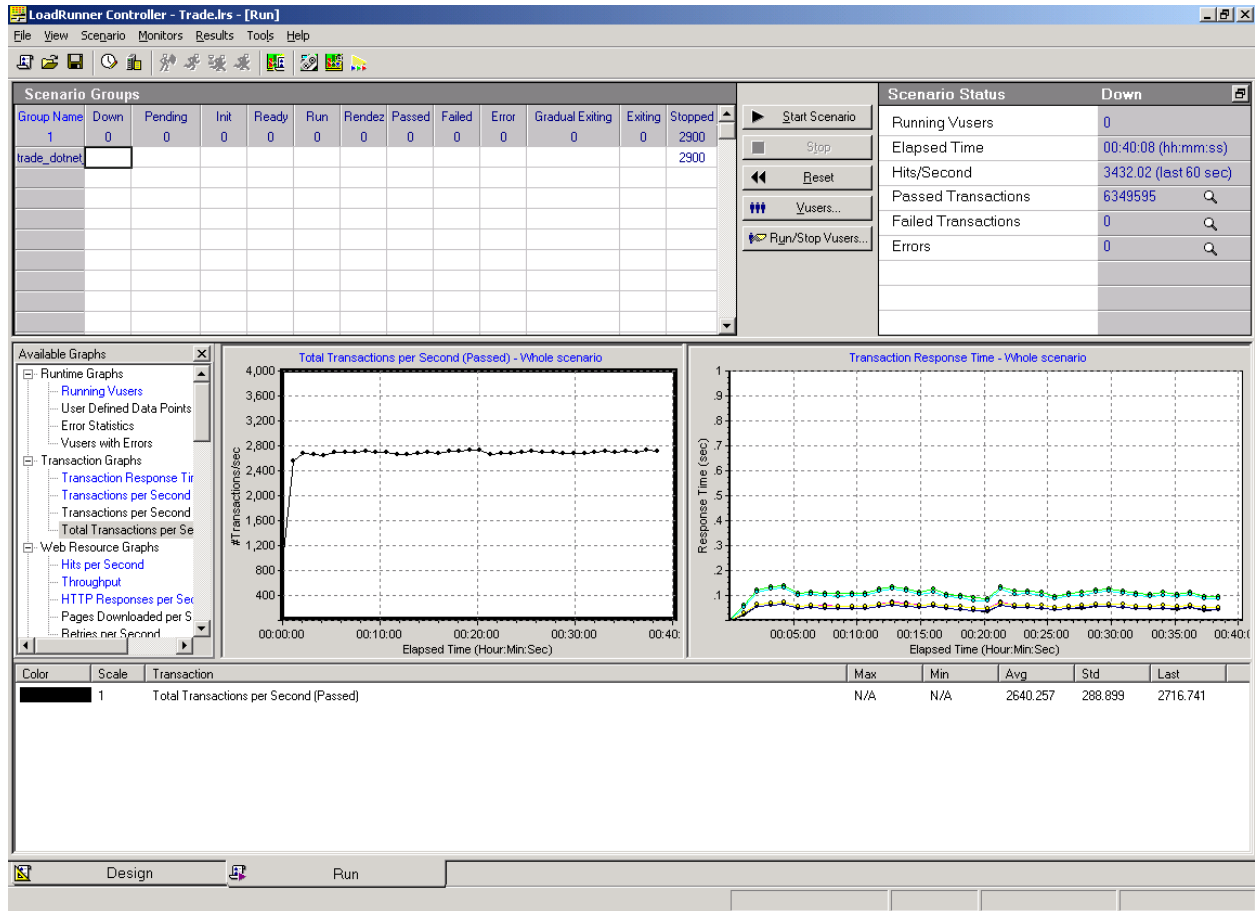 LoadRunner Controller - Trade.lrs - [Run]
File View Scenario Monitors Results Tools Help
Scenario Groups
Group Name Down Pending Init Ready Run Rendez Passed Failed Error Gradual Exiting Exiting Stopped
1 0 0 0 0 0 0 0 0 0 0 0 2900
trade_dotnet_ 2900
Start Scenario
Stop
Reset
Vusers...
Run/Stop Vusers...
Scenario Status Down
Running Vusers 0
Elapsed Time 00:40:08 (hh:mm:ss)
Hits/Second 3432.02 (last 60 sec)
Passed Transactions 6349595
Failed Transactions 0
Errors 0
Available Graphs
Runtime Graphs
Running Vusers
User Defined Data Points
Error Statistics
Vusers with Errors
Transaction Graphs
Transaction Response Tir
Transactions per Second
Transactions per Second
Total Transactions per Se
Web Resource Graphs
Hits per Second
Throughput
HTTP Responses per Sec
Pages Downloaded per S
Retries per Second
Total Transactions per Second (Passed) - Whole scenario
#Transactions/sec
4,000
3,600
3,200
2,800
2,400
2,000
1,600
1,200
800
400
00:00:00 00:10:00 00:20:00 00:30:00 00:40:
Elapsed Time (Hour:Min:Sec)
Transaction Response Time - Whole scenario
Response Time (sec)
1
.9
.8
.7
.6
.5
.4
.3
.2
.1
00:05:00 00:10:00 00:15:00 00:20:00 00:25:00 00:30:00 00:35:00 00:40:0
Elapsed Time (Hour:Min:Sec)
Color Scale Transaction Max Min Avg Std Last
1 Total Transactions per Second (Passed) N/A N/A 2640.257 288.899 2716.741
Design
Run